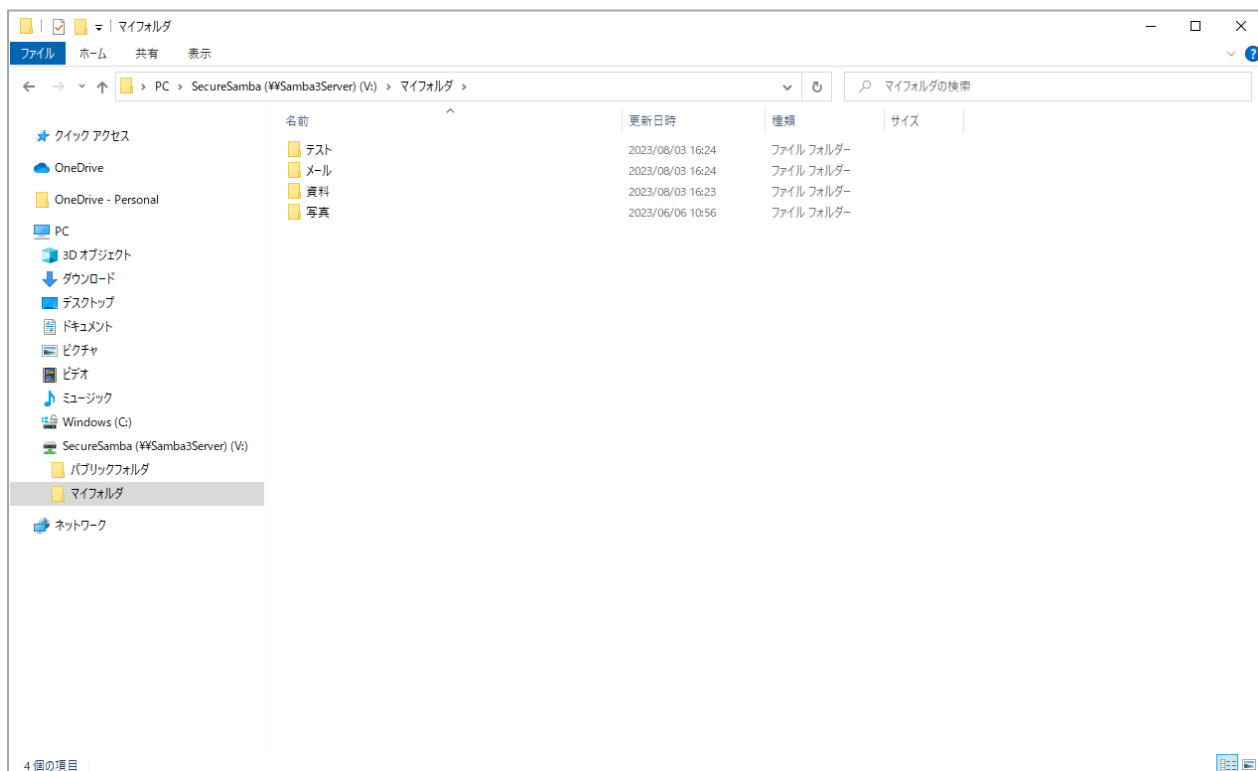 マイフォルダ
ファイル ホーム 共有 表示
PC › SecureSamba (¥¥Samba3Server) (V:) › マイフォルダ ›
マイフォルダの検索
名前 更新日時 種類 サイズ
クイック アクセス
OneDrive
OneDrive - Personal
PC
3D オブジェクト
ダウンロード
デスクトップ
ドキュメント
ピクチャ
ビデオ
ミュージック
Windows (C:)
SecureSamba (¥¥Samba3Server) (V:)
パブリックフォルダ
マイフォルダ
ネットワーク
テスト 2023/08/03 16:24 ファイル フォルダー
メール 2023/08/03 16:24 ファイル フォルダー
資料 2023/08/03 16:23 ファイル フォルダー
写真 2023/06/06 10:56 ファイル フォルダー
4 個の項目